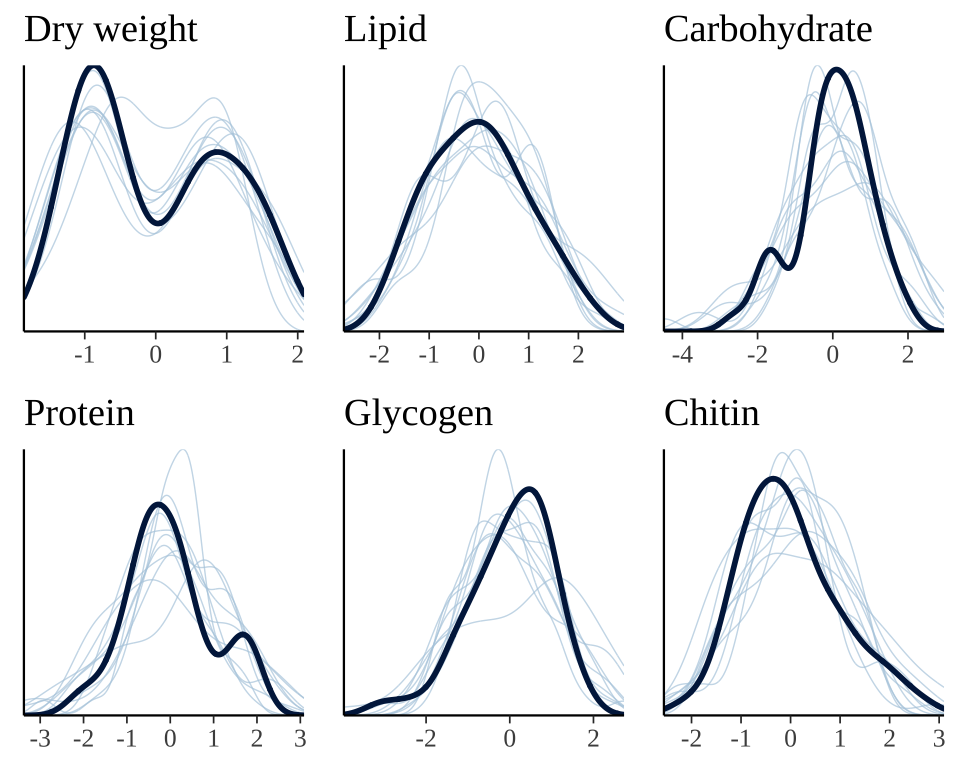 Dry weight Lipid Carbohydrate
-1 0 1 2 -2 -1 0 1 2 -4 -2 0 2
Protein Glycogen Chitin
-3 -2 -1 0 1 2 3 -2 0 2 -2 -1 0 1 2 3